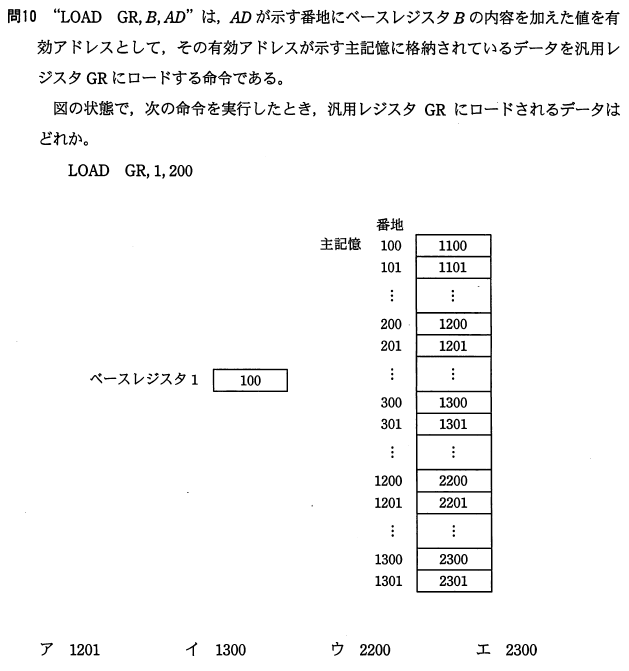 問10 “LOAD GR, B, AD” は，AD が示す番地にベースレジスタ B の内容を加えた値を有
効アドレスとして，その有効アドレスが示す主記憶に格納されているデータを汎用レ
ジスタ GR にロードする命令である。
図の状態で，次の命令を実行したとき，汎用レジスタ GR にロードされるデータは
どれか。
LOAD GR, 1, 200
番地
主記憶 100 1100
101 1101
⋮ ⋮
200 1200
201 1201
⋮ ⋮
ベースレジスタ 1 100
300 1300
301 1301
⋮ ⋮
1200 2200
1201 2201
⋮ ⋮
1300 2300
1301 2301
ア 1201 イ 1300 ウ 2200 エ 2300